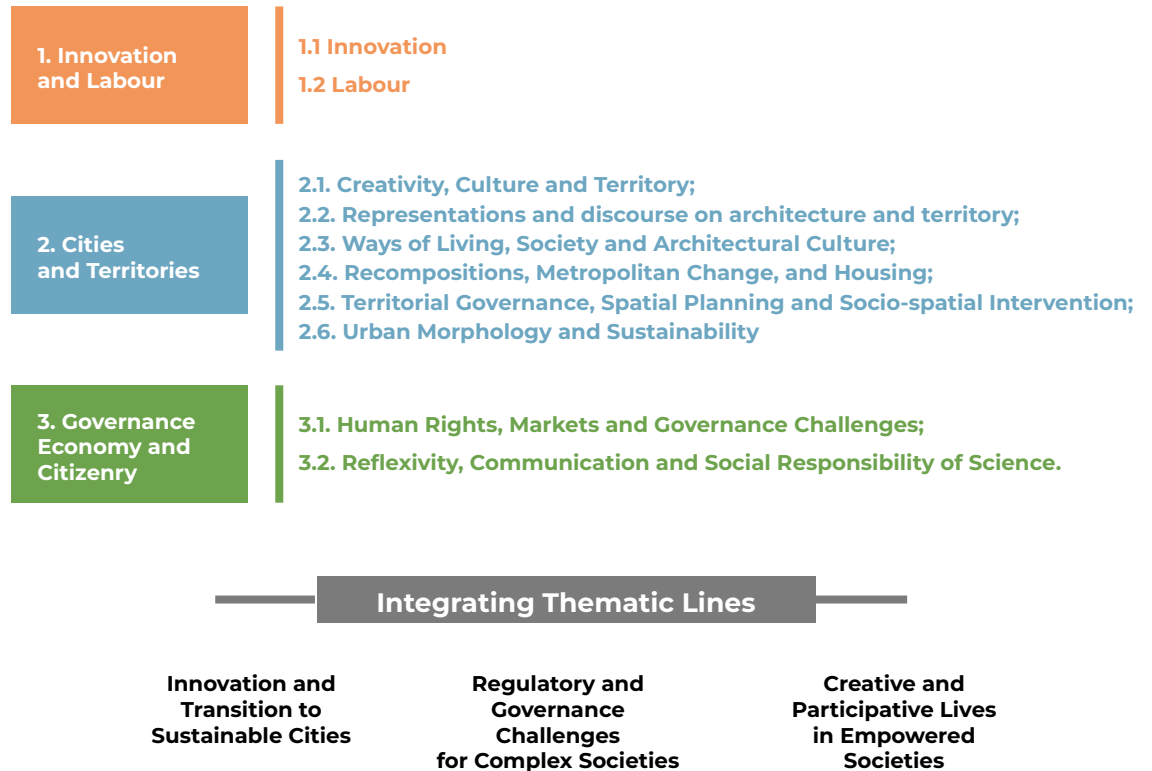 1. Innovation
and Labour
1.1 Innovation
1.2 Labour
2. Cities
and Territories
2.1. Creativity, Culture and Territory;
2.2. Representations and discourse on architecture and territory;
2.3. Ways of Living, Society and Architectural Culture;
2.4. Recompositions, Metropolitan Change, and Housing;
2.5. Territorial Governance, Spatial Planning and Socio-spatial Intervention;
2.6. Urban Morphology and Sustainability
3. Governance
Economy and
Citizenry
3.1. Human Rights, Markets and Governance Challenges;
3.2. Reflexivity, Communication and Social Responsibility of Science.
Integrating Thematic Lines
Innovation and
Transition to
Sustainable Cities
Regulatory and
Governance
Challenges
for Complex Societies
Creative and
Participative Lives
in Empowered
Societies